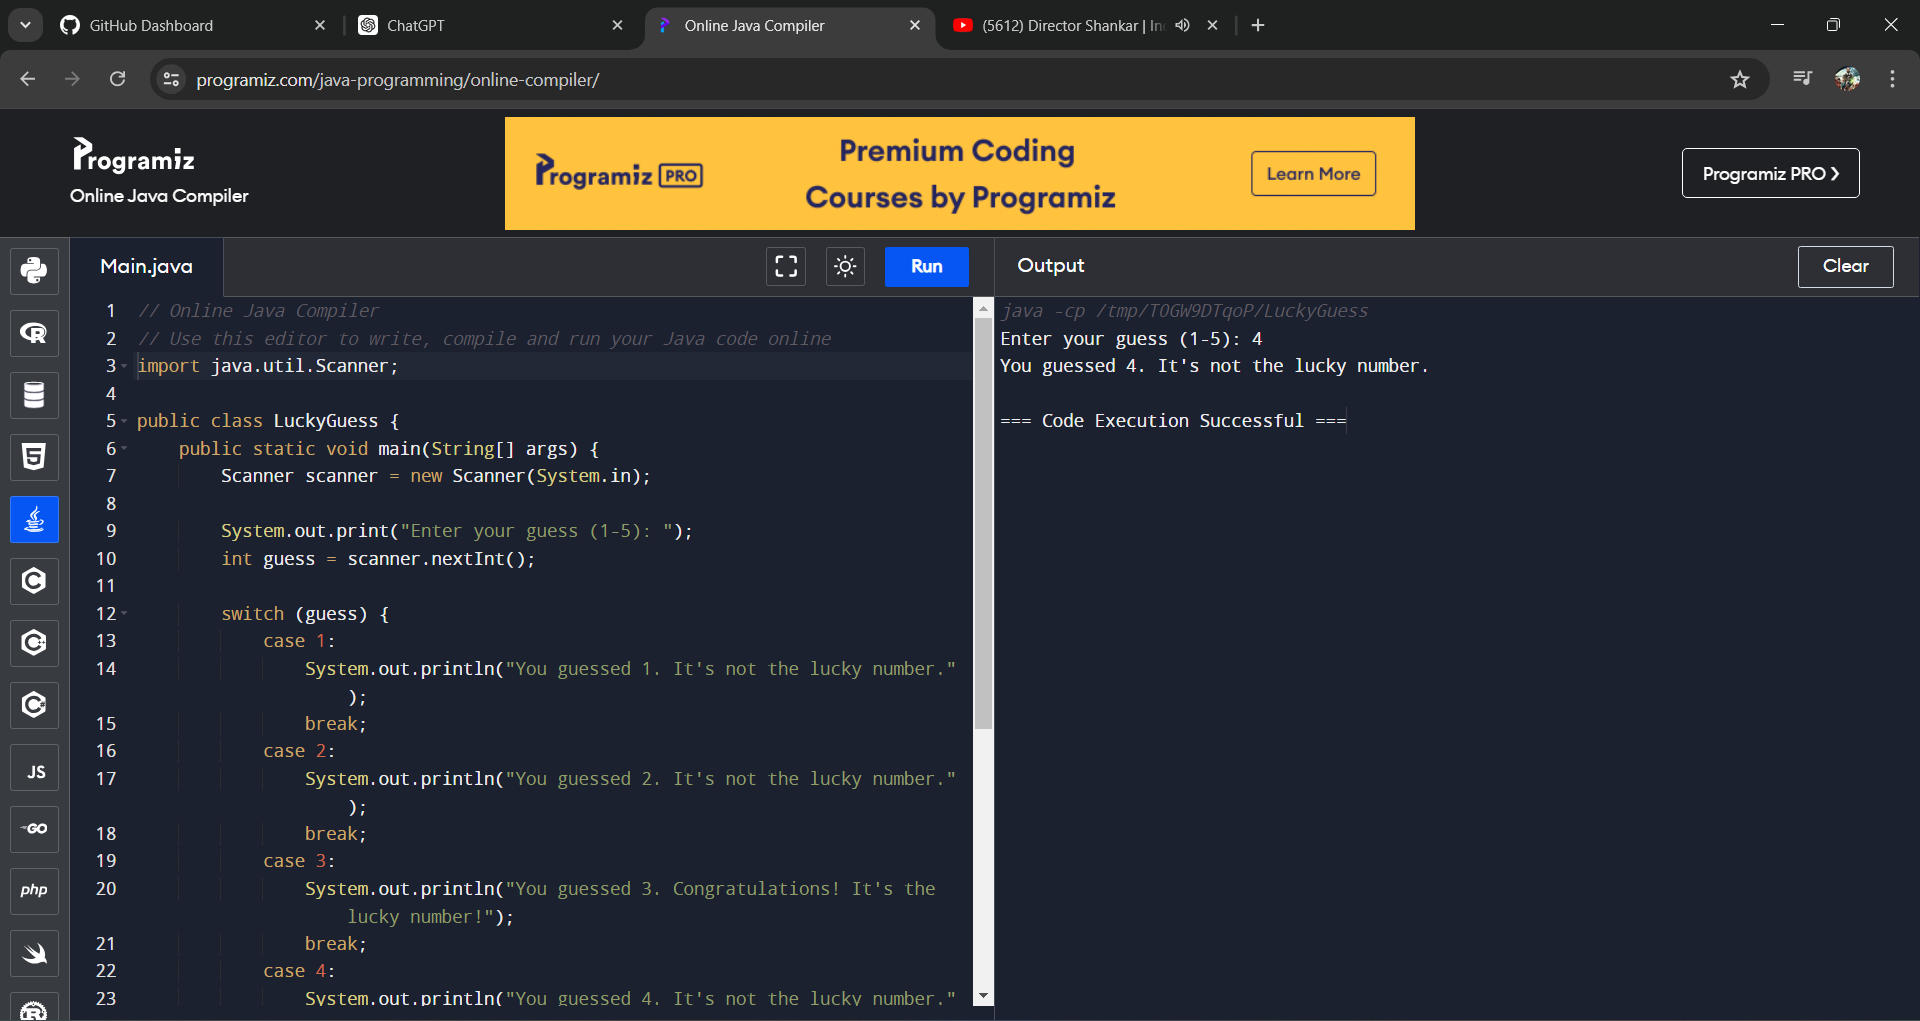 GitHub Dashboard
ChatGPT
Online Java Compiler
(5612) Director Shankar | In
programiz.com/java-programming/online-compiler/
Programiz
Online Java Compiler
Programiz PRO
Premium Coding
Courses by Programiz
Learn More
Programiz PRO
Main.java
Run
Output
Clear
1 // Online Java Compiler
2 // Use this editor to write, compile and run your Java code online
3 import java.util.Scanner;
4
5 public class LuckyGuess {
6 public static void main(String[] args) {
7 Scanner scanner = new Scanner(System.in);
8
9 System.out.print("Enter your guess (1-5): ");
10 int guess = scanner.nextInt();
11
12 switch (guess) {
13 case 1:
14 System.out.println("You guessed 1. It's not the lucky number."
);
15 break;
16 case 2:
17 System.out.println("You guessed 2. It's not the lucky number."
);
18 break;
19 case 3:
20 System.out.println("You guessed 3. Congratulations! It's the
lucky number!");
21 break;
22 case 4:
23 System.out.println("You guessed 4. It's not the lucky number."
java -cp /tmp/TOGW9DTqoP/LuckyGuess
Enter your guess (1-5): 4
You guessed 4. It's not the lucky number.
=== Code Execution Successful ===
R
5
C
C
C
JS
GO
php
R